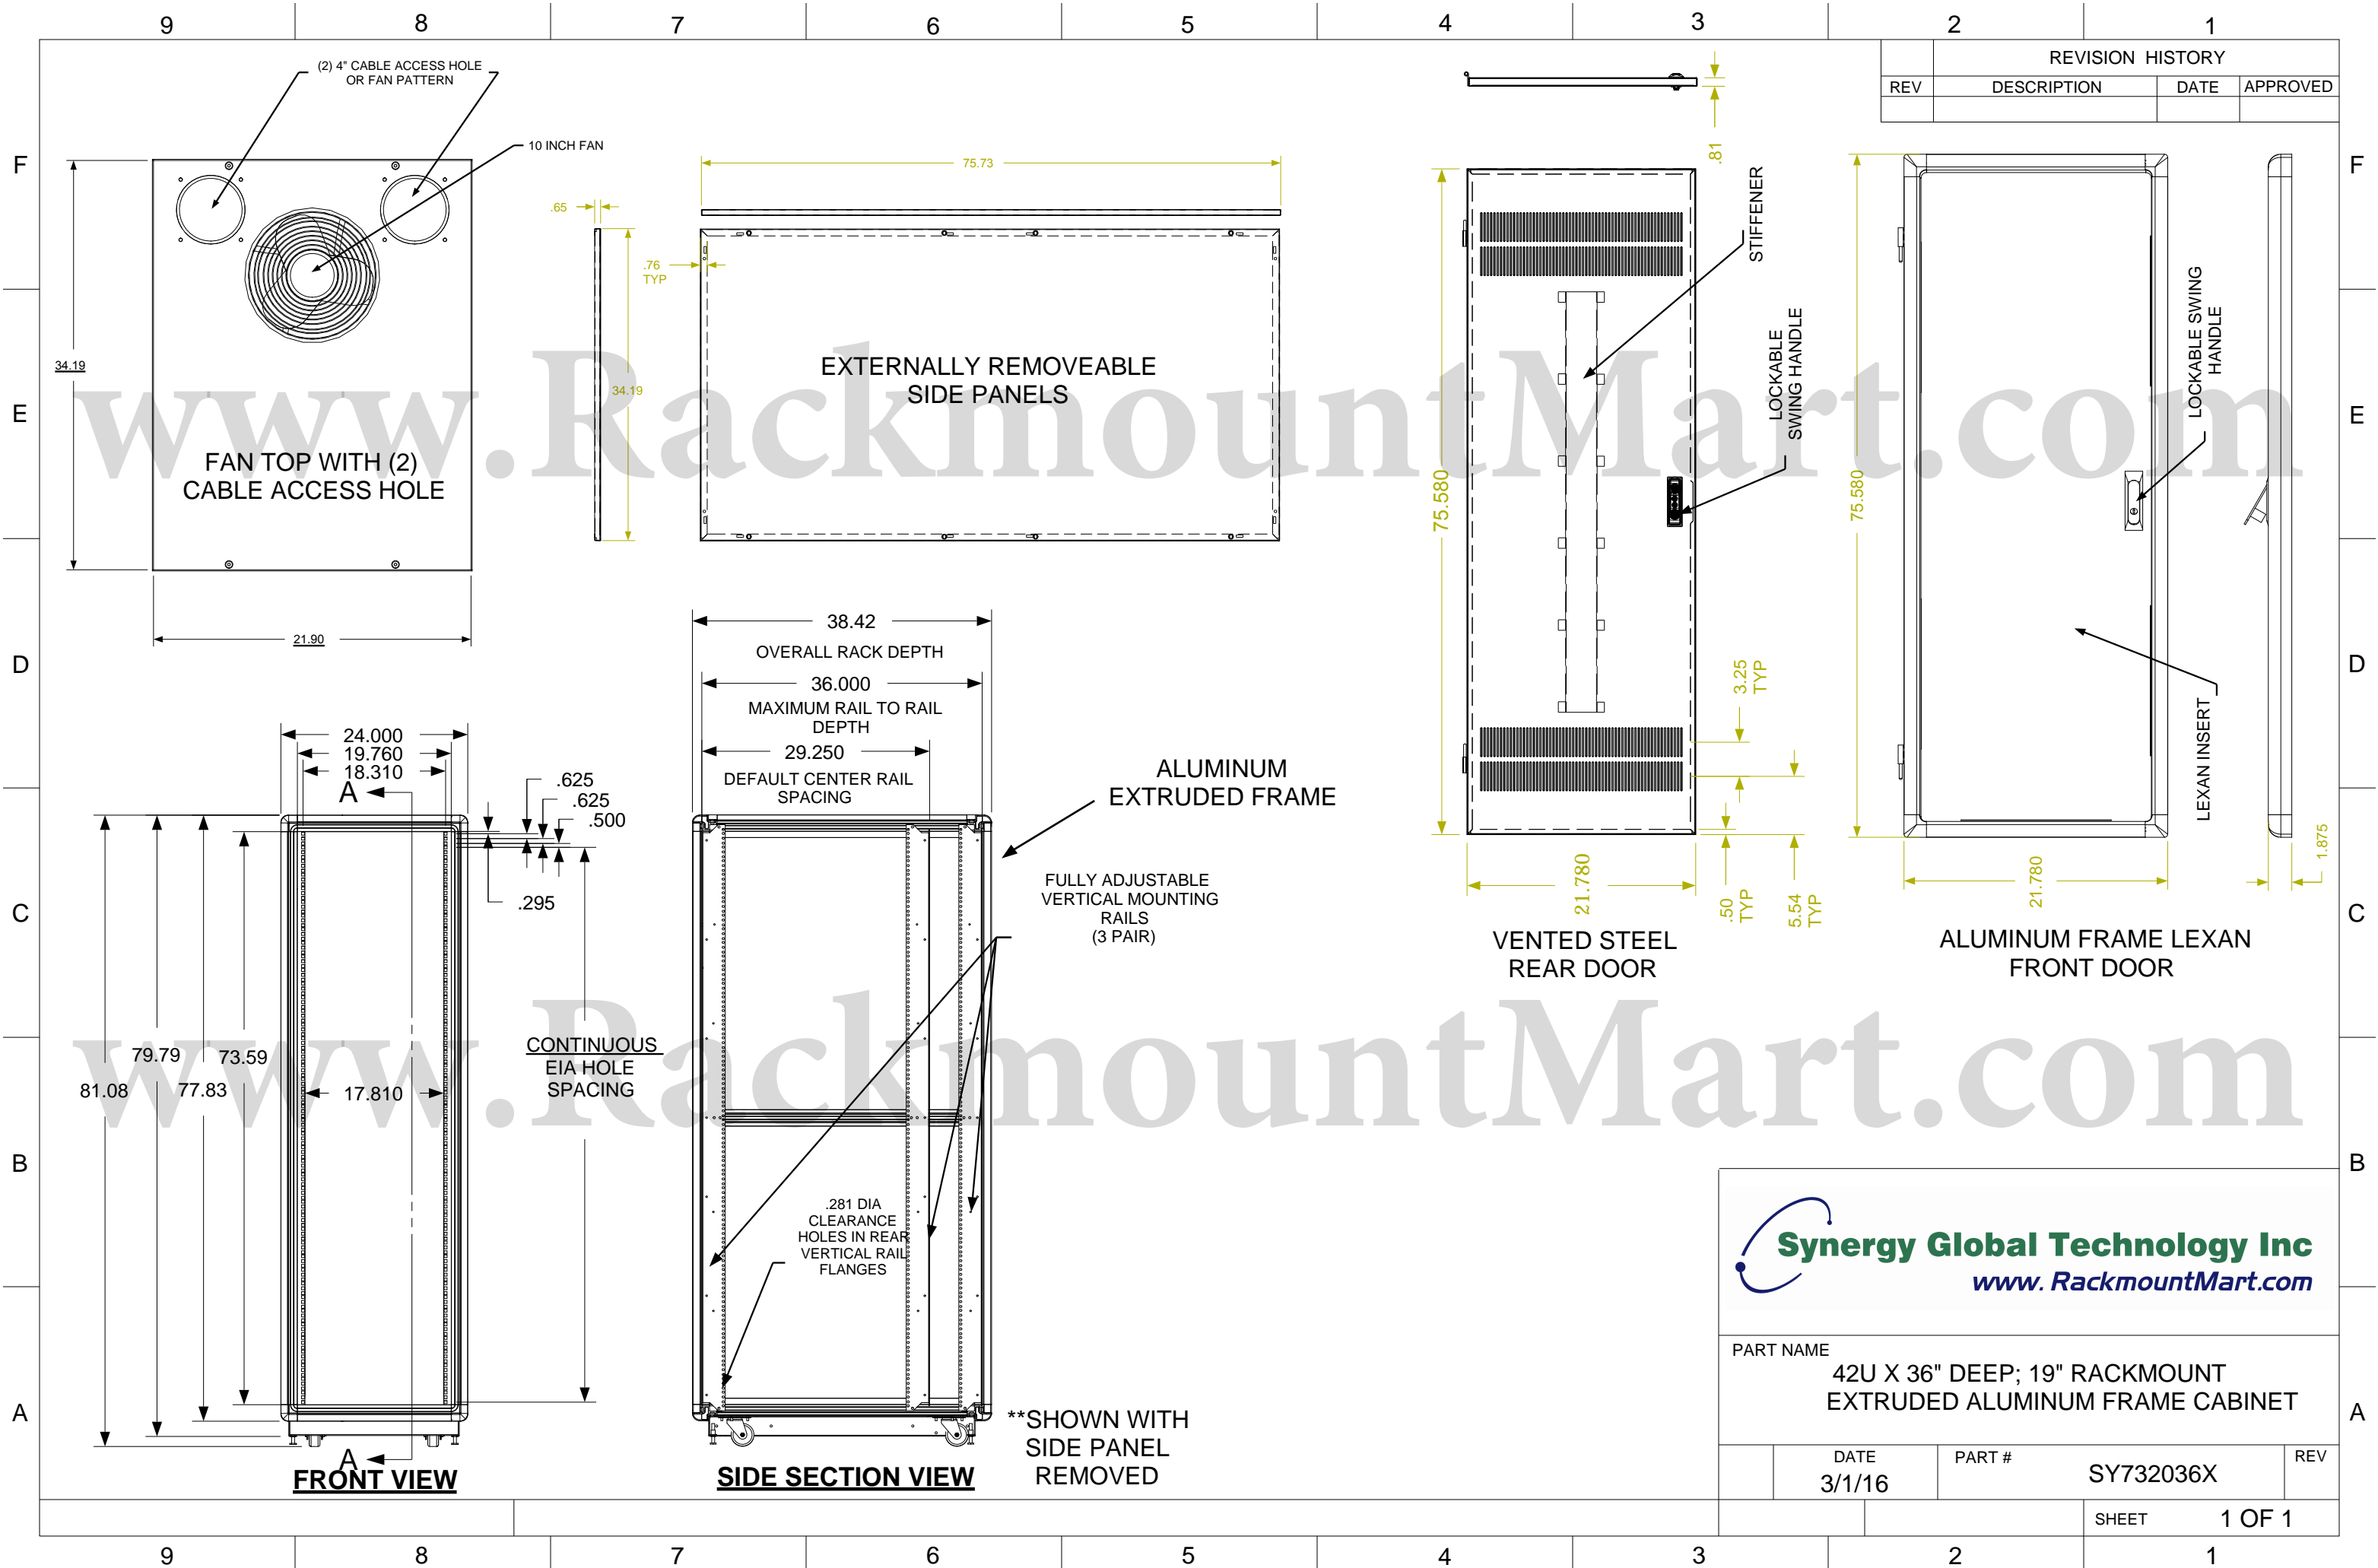 9 8 7 6 5 4 3 2 1
REVISION HISTORY
REV DESCRIPTION DATE APPROVED
F
E
D
C
B
A
F
E
D
C
B
A
(2) 4" CABLE ACCESS HOLE
OR FAN PATTERN
10 INCH FAN
34.19
FAN TOP WITH (2)
CABLE ACCESS HOLE
21.90
.65
75.73
.76
TYP
34.19
EXTERNALLY REMOVEABLE
SIDE PANELS
.81
STIFFENER
LOCKABLE
SWING HANDLE
75.580
3.25
TYP
21.780
.50
TYP
5.54
TYP
VENTED STEEL
REAR DOOR
75.580
LOCKABLE SWING
HANDLE
LEXAN INSERT
21.780
1.875
ALUMINUM FRAME LEXAN
FRONT DOOR
www.RackmountMart.com
38.42
OVERALL RACK DEPTH
36.000
MAXIMUM RAIL TO RAIL
DEPTH
29.250
DEFAULT CENTER RAIL
SPACING
ALUMINUM
EXTRUDED FRAME
FULLY ADJUSTABLE
VERTICAL MOUNTING
RAILS
(3 PAIR)
.281 DIA
CLEARANCE
HOLES IN REAR
VERTICAL RAIL
FLANGES
**SHOWN WITH
SIDE PANEL
REMOVED
SIDE SECTION VIEW
24.000
19.760
18.310
A
.625
.625
.500
.295
79.79
73.59
81.08
77.83
17.810
CONTINUOUS
EIA HOLE
SPACING
A
FRONT VIEW
www.RackmountMart.com
Synergy Global Technology Inc
www. RackmountMart.com
PART NAME
42U X 36" DEEP; 19" RACKMOUNT
EXTRUDED ALUMINUM FRAME CABINET
DATE
3/1/16
PART #
SY732036X
REV
SHEET 1 OF 1
9 8 7 6 5 4 3 2 1